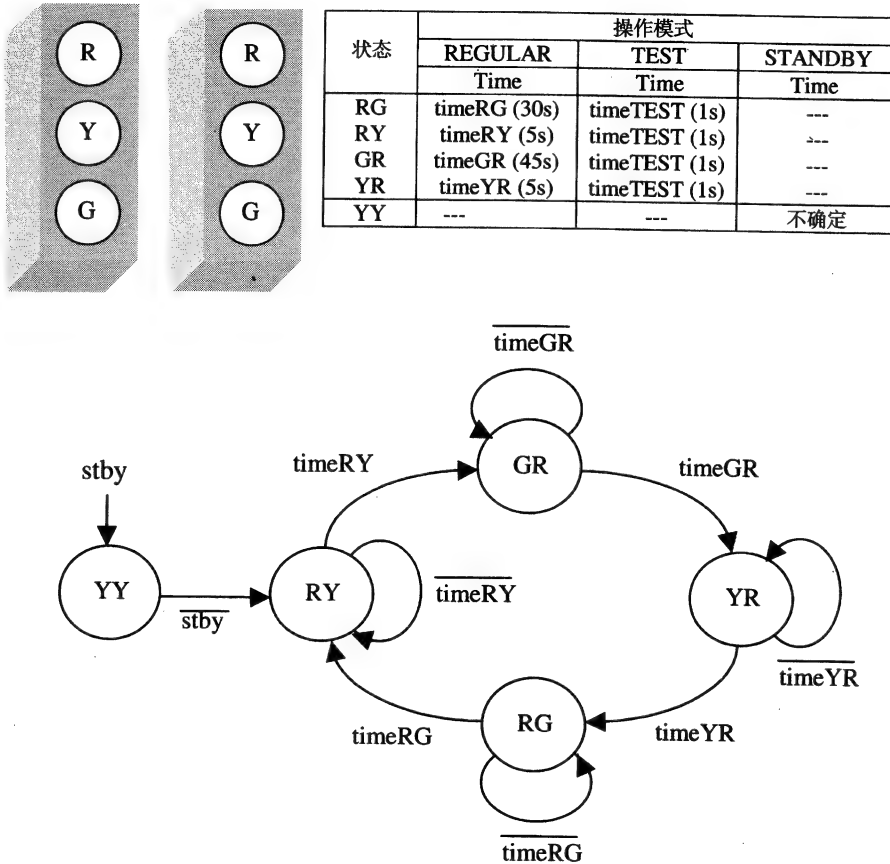 R R
Y Y
G G
状态 操作模式
REGULAR TEST STANDBY
Time Time Time
RG timeRG (30s) timeTEST (1s) ---
RY timeRY (5s) timeTEST (1s) ---
GR timeGR (45s) timeTEST (1s) ---
YR timeYR (5s) timeTEST (1s) ---
YY --- --- 不确定
timeGR
timeRY
GR
timeGR
stby
YY
stby
RY
timeRY
YR
timeYR
timeRG
RG
timeYR
timeRG